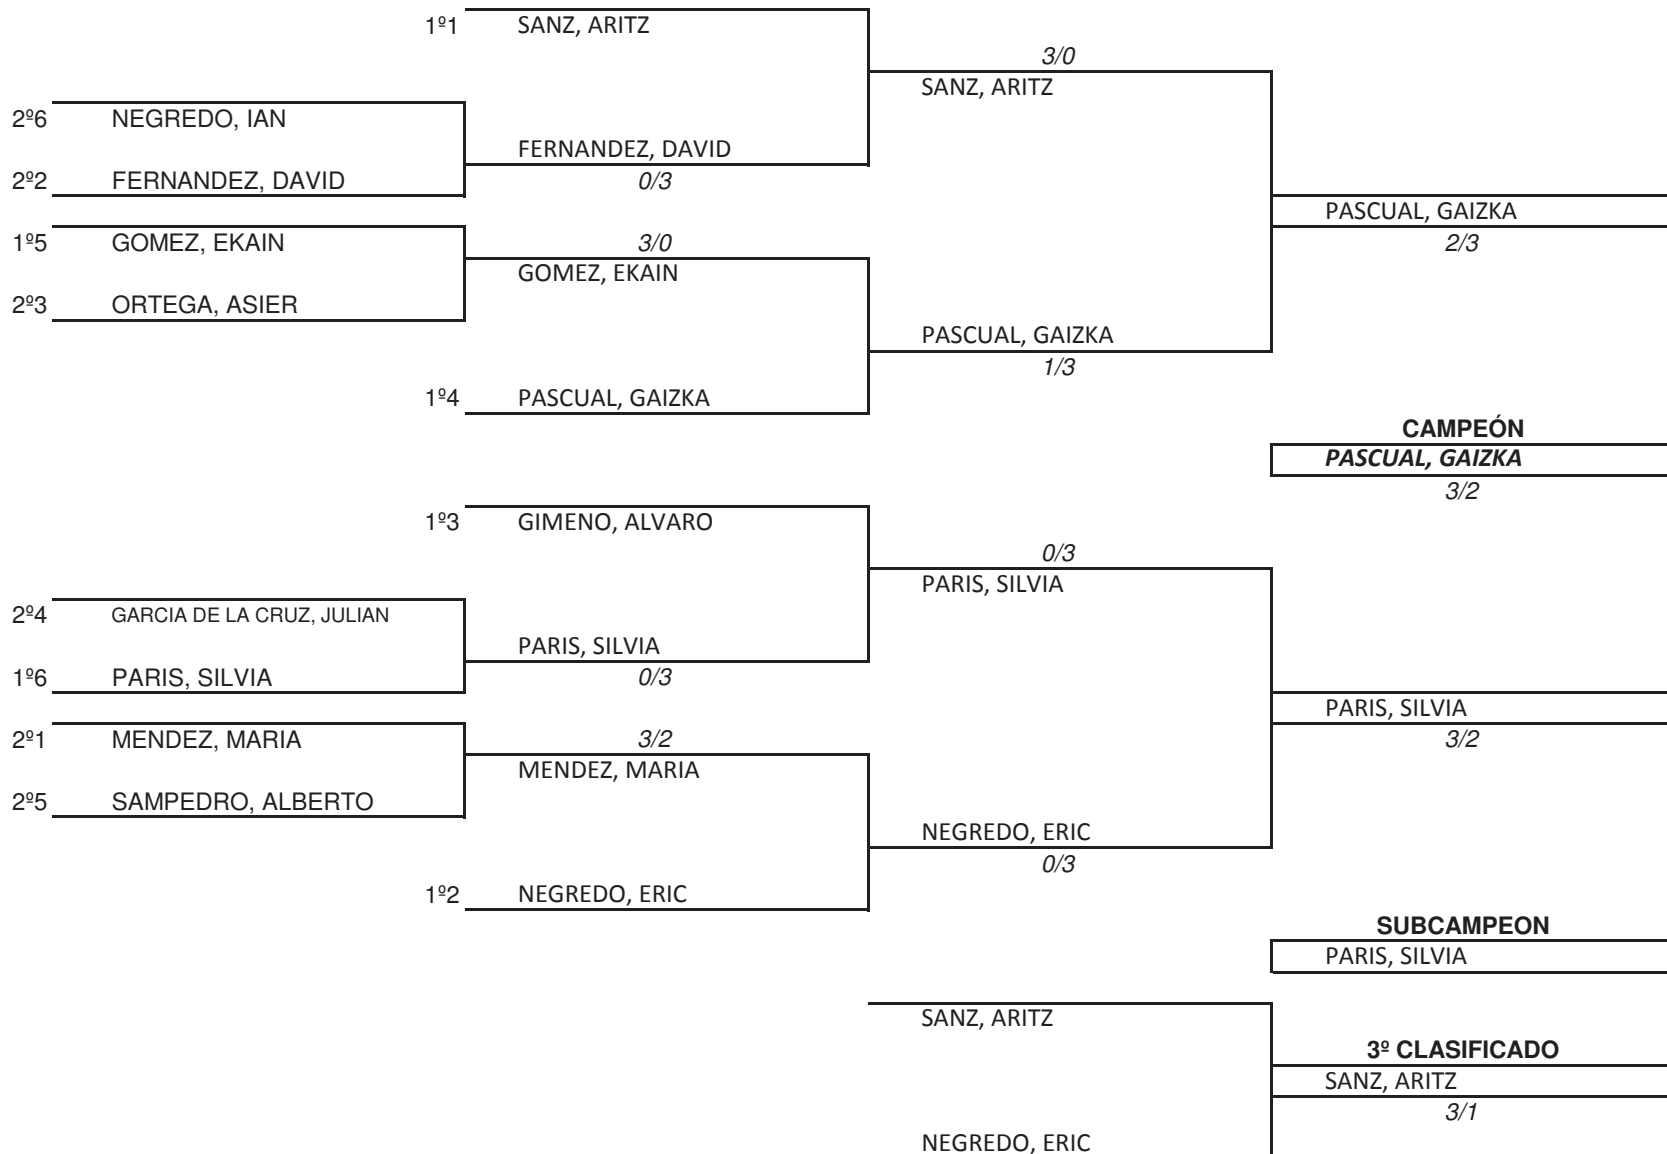 1º1 SANZ, ARITZ
3/0
SANZ, ARITZ
2º6 NEGREDO, IAN
FERNANDEZ, DAVID
2º2 FERNANDEZ, DAVID 0/3
PASCUAL, GAIZKA
1º5 GOMEZ, EKAIN 3/0 2/3
GOMEZ, EKAIN
2º3 ORTEGA, ASIER
PASCUAL, GAIZKA
1/3
1º4 PASCUAL, GAIZKA
CAMPEÓN
PASCUAL, GAIZKA
3/2
1º3 GIMENO, ALVARO
0/3
PARIS, SILVIA
2º4 GARCIA DE LA CRUZ, JULIAN
PARIS, SILVIA
1º6 PARIS, SILVIA 0/3
PARIS, SILVIA
2º1 MENDEZ, MARIA 3/2 3/2
MENDEZ, MARIA
2º5 SAMPEDRO, ALBERTO
NEGREDO, ERIC
0/3
1º2 NEGREDO, ERIC
SUBCAMPEON
PARIS, SILVIA
SANZ, ARITZ
3º CLASIFICADO
SANZ, ARITZ
3/1
NEGREDO, ERIC